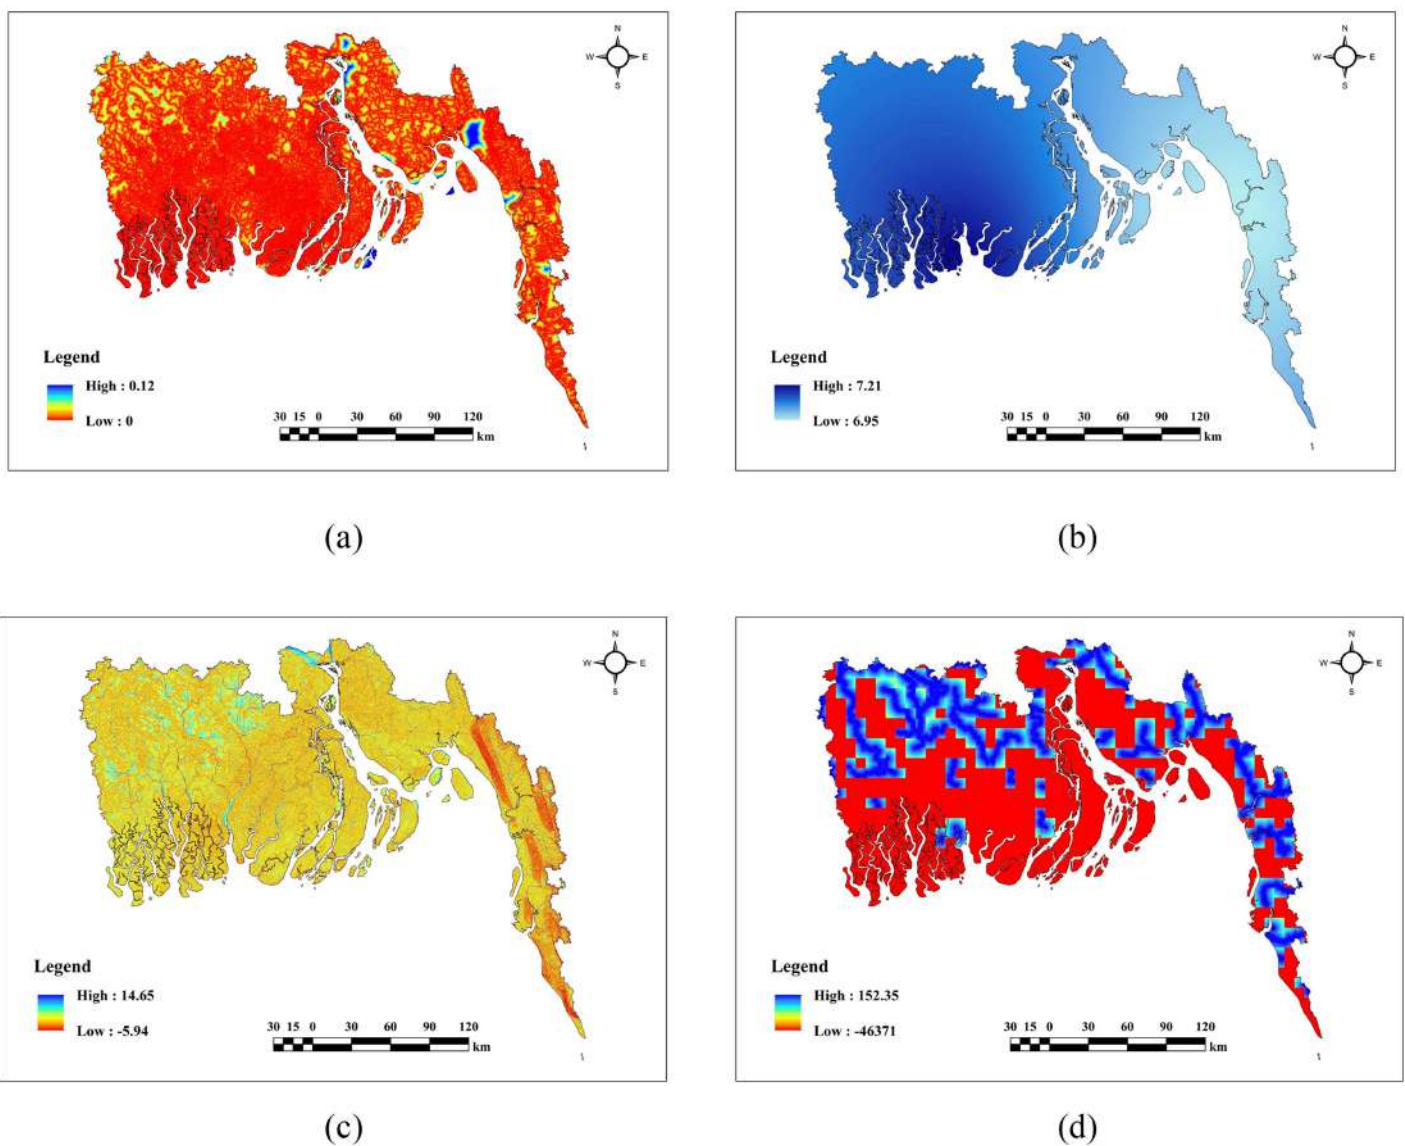 N
W E
S
Legend
High : 0.12
Low : 0
30 15 0 30 60 90 120
km
(a)
N
W E
S
Legend
High : 7.21
Low : 6.95
30 15 0 30 60 90 120
km
(b)
N
W E
S
Legend
High : 14.65
Low : -5.94
30 15 0 30 60 90 120
km
(c)
N
W E
S
Legend
High : 152.35
Low : -46371
30 15 0 30 60 90 120
km
(d)